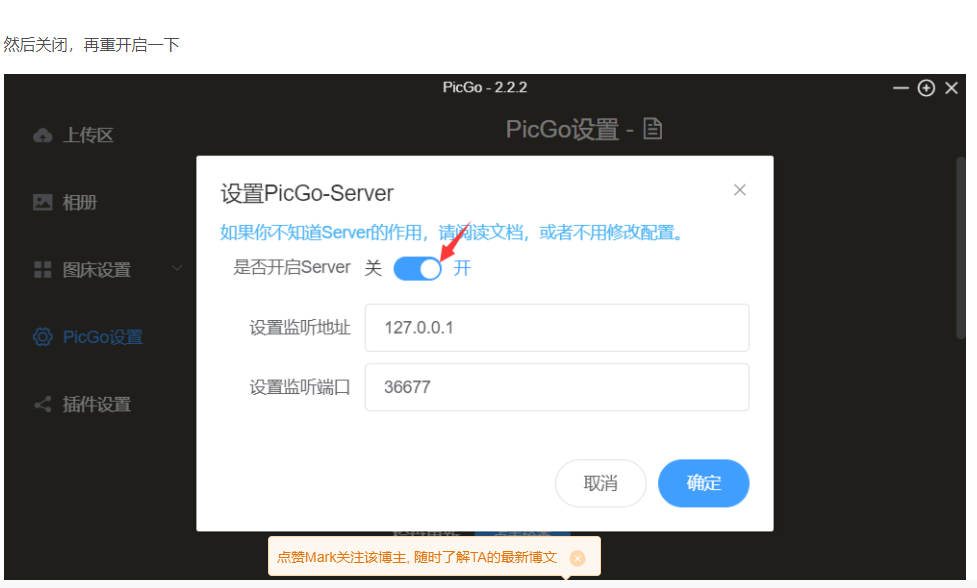 然后关闭，再重开启一下
PicGo - 2.2.2
PicGo设置 -
上传区
相册
图床设置
PicGo设置
插件设置
设置PicGo-Server
如果你不知道Server的作用，请阅读文档，或者不用修改配置。
是否开启Server 关 开
设置监听地址 127.0.0.1
设置监听端口 36677
取消 确定
点赞Mark关注该博主, 随时了解TA的最新博文